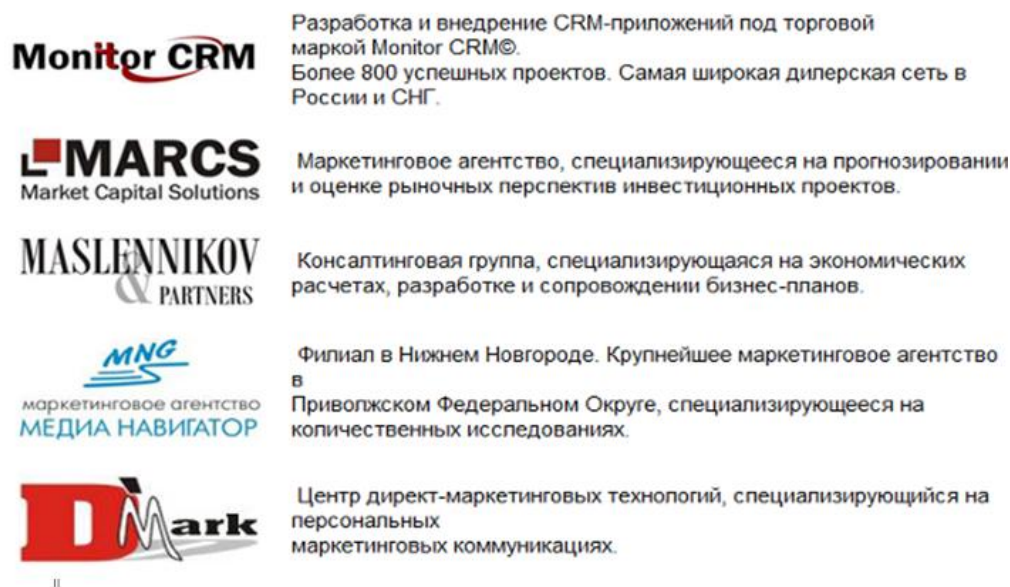 Monitor CRM
Разработка и внедрение CRM-приложений под торговой
маркой Monitor CRM©.
Более 800 успешных проектов. Самая широкая дилерская сеть в
России и СНГ.
MARCS
Market Capital Solutions
Маркетинговое агентство, специализирующееся на прогнозировании
и оценке рыночных перспектив инвестиционных проектов.
MASLENNIKOV
& PARTNERS
Консалтинговая группа, специализирующаяся на экономических
расчетах, разработке и сопровождении бизнес-планов.
MNG
маркетинговое агентство
МЕДИА НАВИГАТОР
Филиал в Нижнем Новгороде. Крупнейшее маркетинговое агентство
в
Приволжском Федеральном Округе, специализирующееся на
количественных исследованиях.
D'Mark
Центр директ-маркетинговых технологий, специализирующийся на
персональных
маркетинговых коммуникациях.